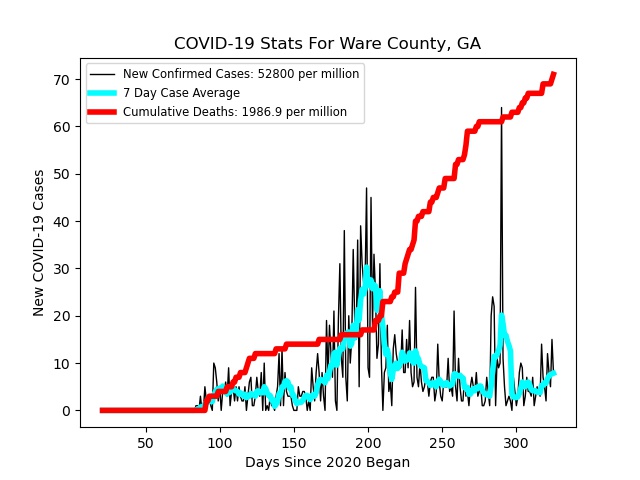 COVID-19 Stats For Ware County, GA
New Confirmed Cases: 52800 per million
7 Day Case Average
Cumulative Deaths: 1986.9 per million
New COVID-19 Cases
70
60
50
40
30
20
10
0
50 100 150 200 250 300
Days Since 2020 Began